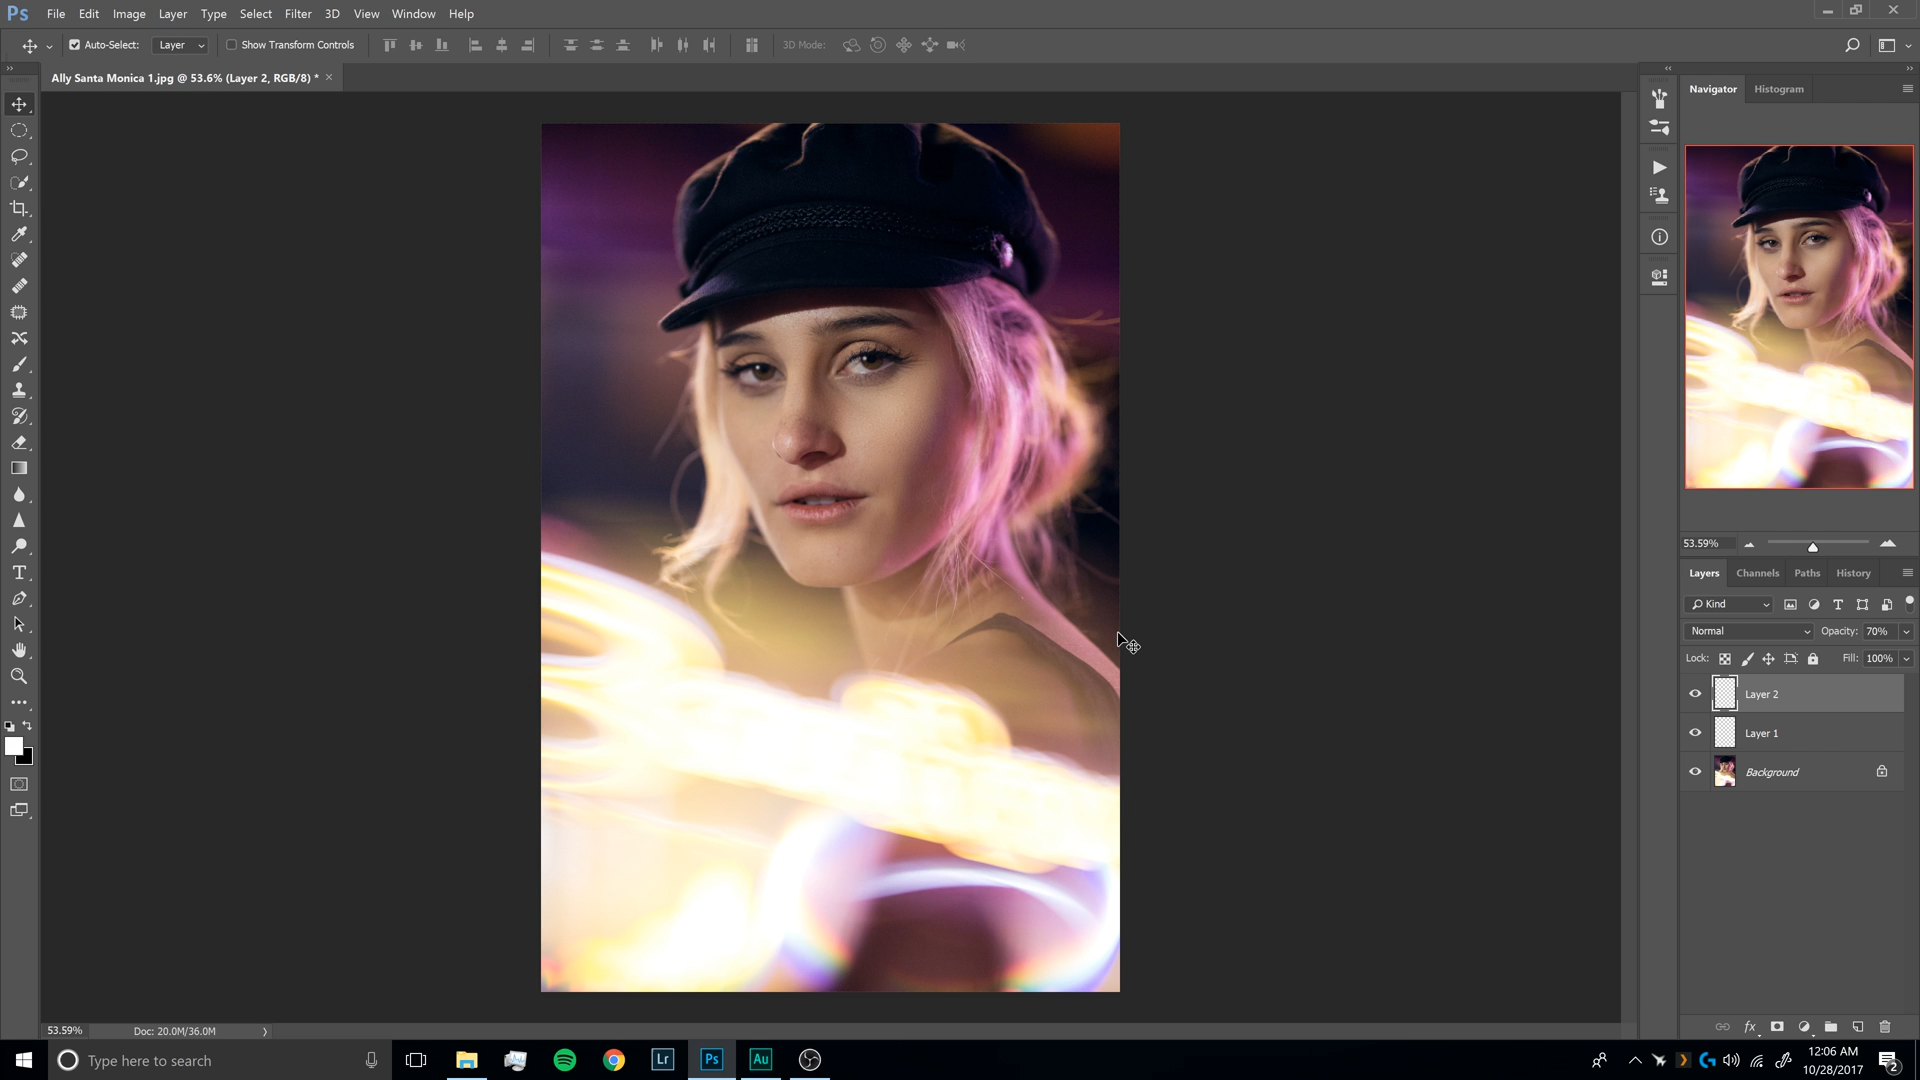 Ps File Edit Image Layer Type Select Filter 3D View Window Help
Auto-Select: Layer Show Transform Controls 3D Mode:
Ally Santa Monica 1.jpg @ 53.6% (Layer 2, RGB/8) * ×
Navigator Histogram
53.59%
Layers Channels Paths History
Kind
Normal Opacity: 70%
Lock: Fill: 100%
Layer 2
Layer 1
Background
fx
53.59% Doc: 20.0M/36.0M
Type here to search
Lr Ps Au
12:06 AM
10/28/2017
2